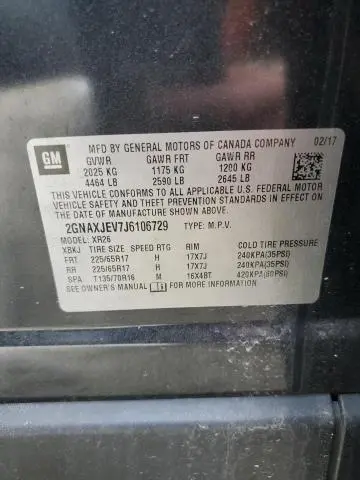 GM
MFD BY GENERAL MOTORS OF CANADA COMPANY 02/17
GVWR GAWR FRT GAWR RR
2025 KG 1175 KG 1200 KG
4464 LB 2590 LB 2645 LB
THIS VEHICLE CONFORMS TO ALL APPLICABLE U.S. FEDERAL MOTOR
VEHICLE SAFETY AND THEFT PREVENTION STANDARDS IN EFFECT ON
THE DATE OF MANUFACTURE SHOWN ABOVE.
2GNAXJEV7J6106729 TYPE: M.P.V.
MODEL: XR26
XBKJ TIRE SIZE SPEED RTG RIM COLD TIRE PRESSURE
FRT 225/65R17 H 17X7J 240KPA(35PSI)
RR 225/65R17 H 17X7J 240KPA(35PSI)
SPA T135/70R16 M 16X4BT 420KPA(60PSI)
SEE OWNER'S MANUAL FOR MORE INFORMATION.